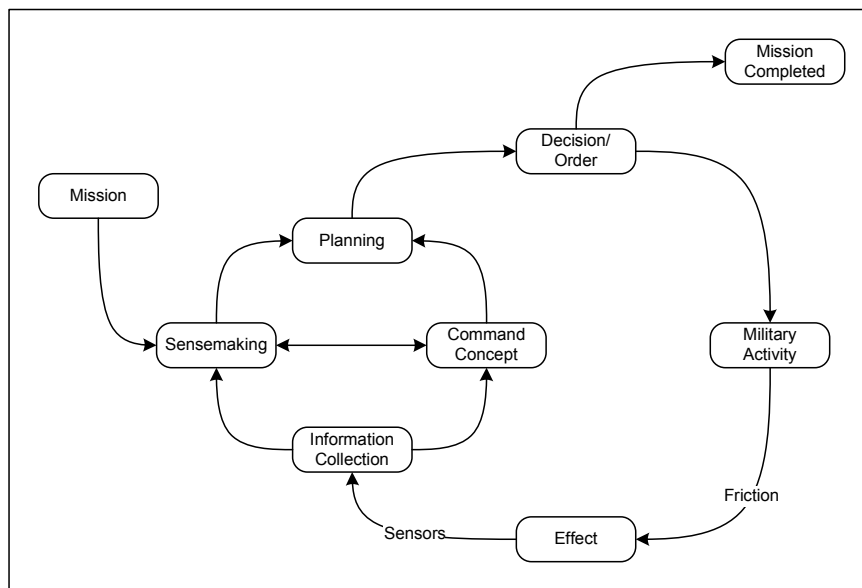 Mission
Completed
Decision/
Order
Mission
Planning
Sensemaking
Command
Concept
Military
Activity
Information
Collection
Friction
Sensors
Effect